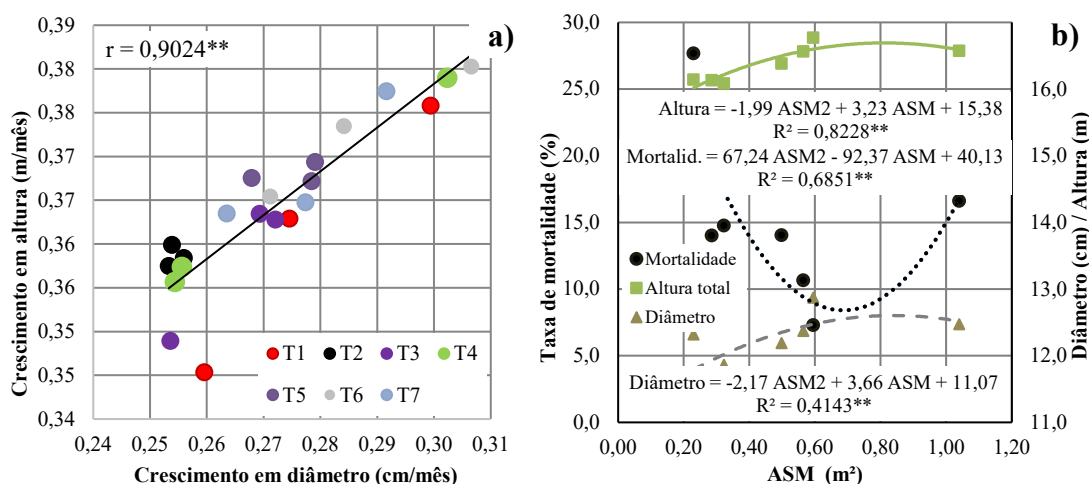 r = 0,9024**
a)
Crescimento em altura (m/mês)
0,39
0,38
0,38
0,37
0,37
0,36
0,36
0,35
0,35
0,34
T1 T2 T3 T4
T5 T6 T7
0,24 0,25 0,26 0,27 0,28 0,29 0,30 0,31
Crescimento em diâmetro (cm/mês)
b)
Taxa de mortalidade (%)
30,0
25,0
20,0
15,0
10,0
5,0
0,0
Altura = -1,99 ASM2 + 3,23 ASM + 15,38
R² = 0,8228**
Mortalid. = 67,24 ASM2 - 92,37 ASM + 40,13
R² = 0,6851**
Mortalidade
Altura total
Diâmetro
Diâmetro = -2,17 ASM2 + 3,66 ASM + 11,07
R² = 0,4143**
16,0
15,0
14,0
13,0
12,0
11,0
Diâmetro (cm) / Altura (m)
0,00 0,20 0,40 0,60 0,80 1,00 1,20
ASM (m²)